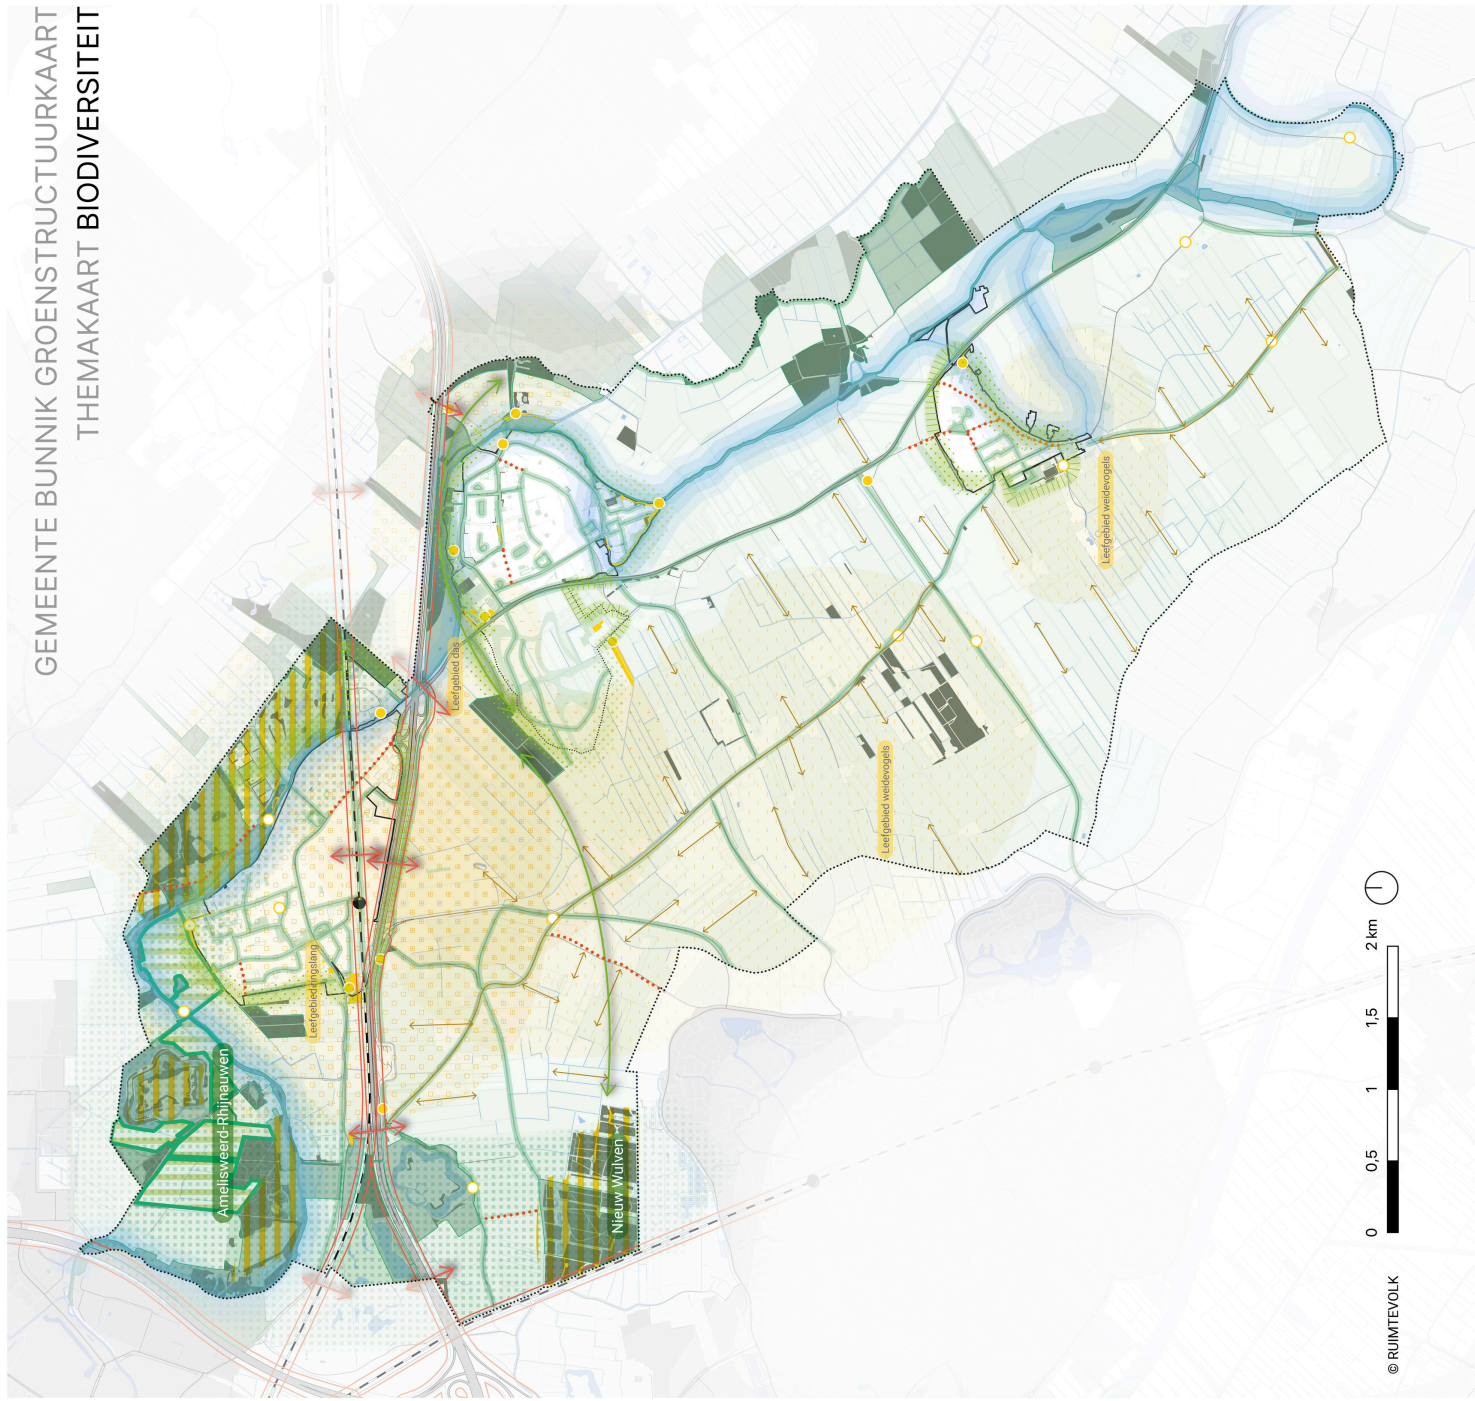 GEMEENTE BUNNIK GROENSTRUCTUURKAART
THEMAKAART BIODIVERSITEIT
Amelisweerd-Rhijnauwen
Leefgebied ringslang
Leefgebied das
Nieuw Wulven
Leefgebied weidevogels
Leefgebied weidevogels
0 0,5 1 1,5 2 km
© RUIMTEVOLK